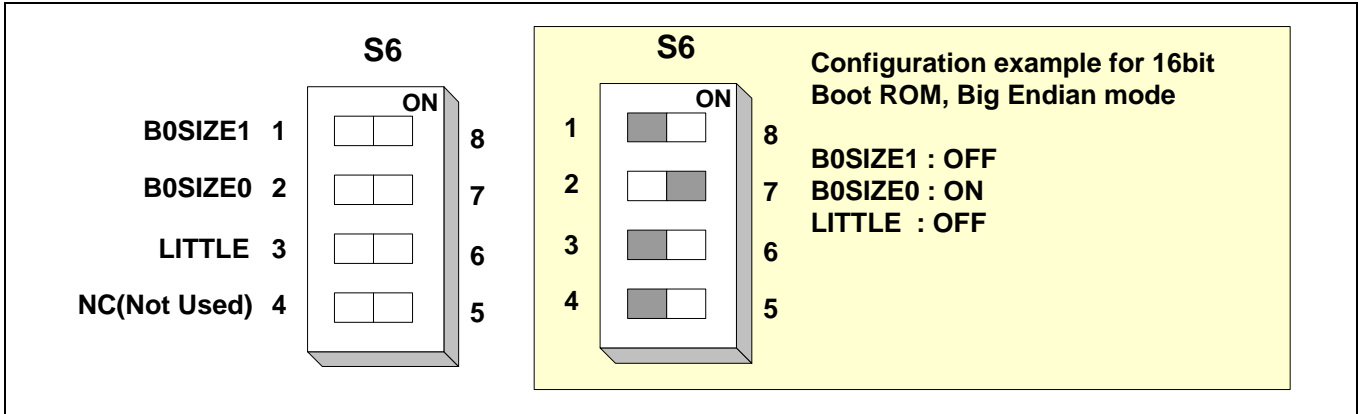 S6
ON
B0SIZE1 1 8
B0SIZE0 2 7
LITTLE 3 6
NC(Not Used) 4 5
S6
ON
1 8
2 7
3 6
4 5
Configuration example for 16bit
Boot ROM, Big Endian mode
B0SIZE1 : OFF
B0SIZE0 : ON
LITTLE : OFF